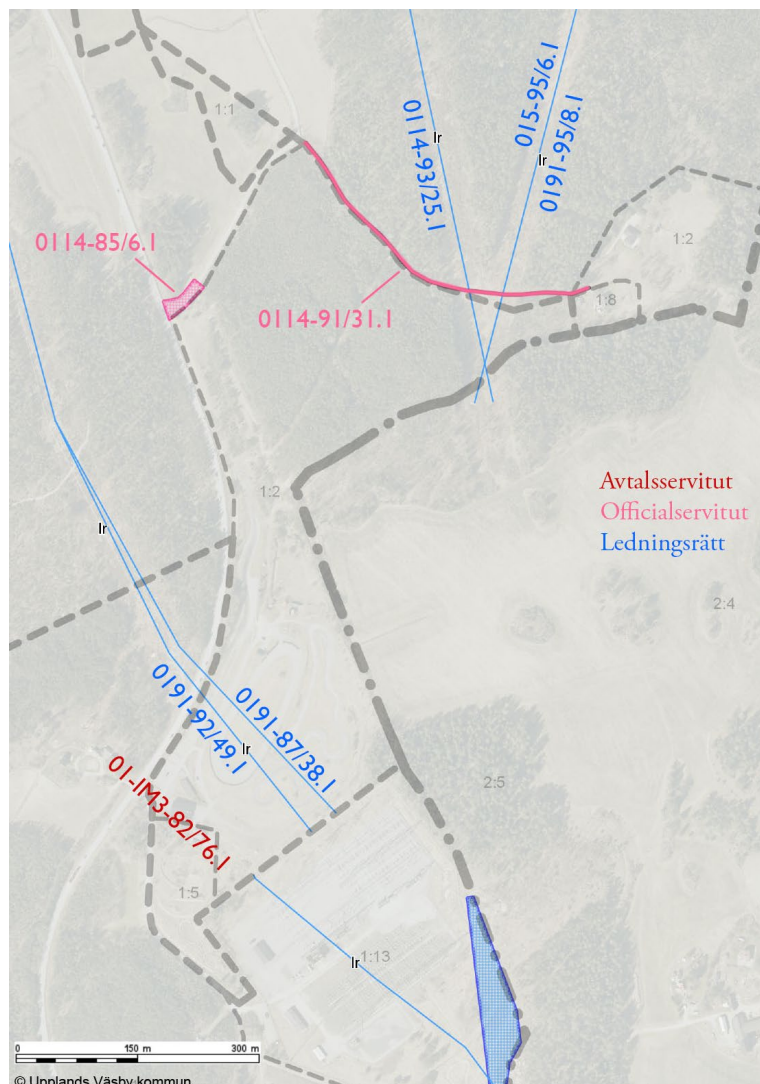 1:1
0114-93/25.1
lr
015-95/6.1
lr
0191-95/8.1
0114-85/6.1
1:2
0114-91/31.1
1:8
1:2
Avtalsservitut
Officialservitut
Ledningsrätt
lr
2:4
0191-92/49.1
0191-87/38.1
lr
01-IM3-82/76.1
2:5
1:5
lr
1:13
0 150 m 300 m
© Upplands Väsby kommun